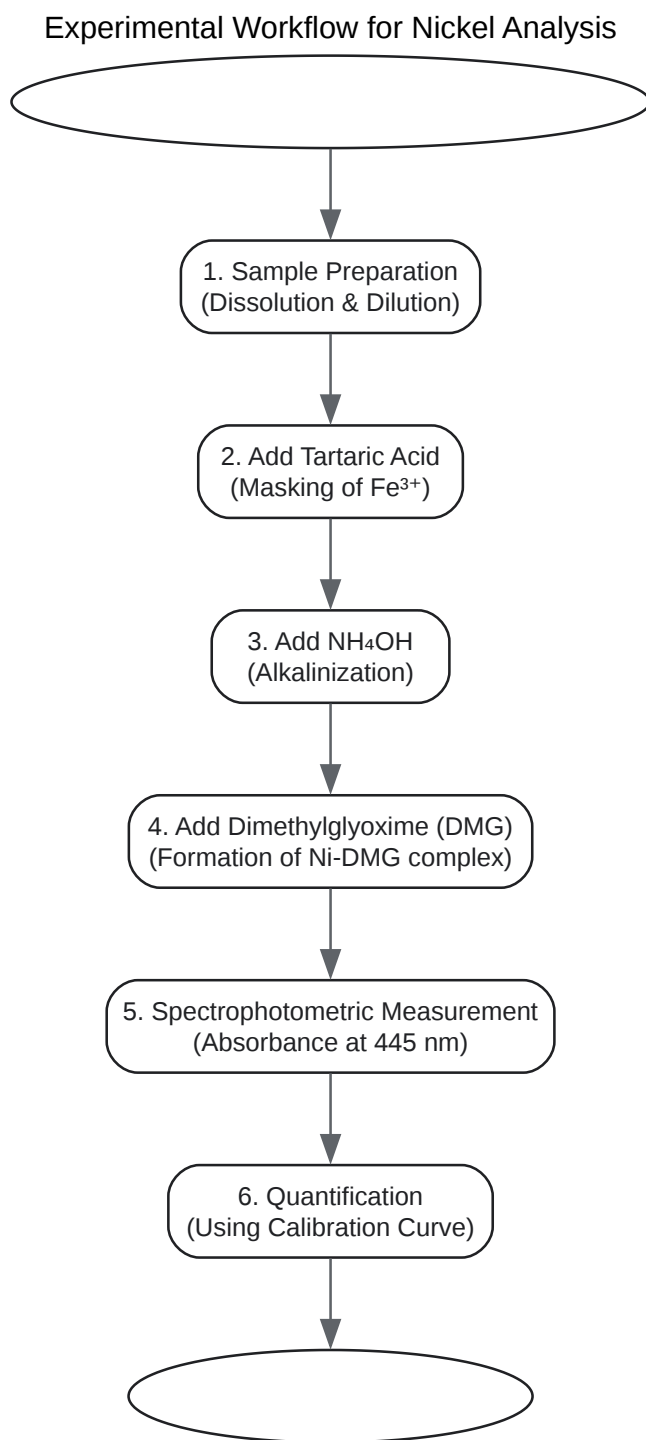 Experimental Workflow for Nickel Analysis
1. Sample Preparation
(Dissolution & Dilution)
2. Add Tartaric Acid
(Masking of Fe³⁺)
3. Add NH₄OH
(Alkalinization)
4. Add Dimethylglyoxime (DMG)
(Formation of Ni-DMG complex)
5. Spectrophotometric Measurement
(Absorbance at 445 nm)
6. Quantification
(Using Calibration Curve)